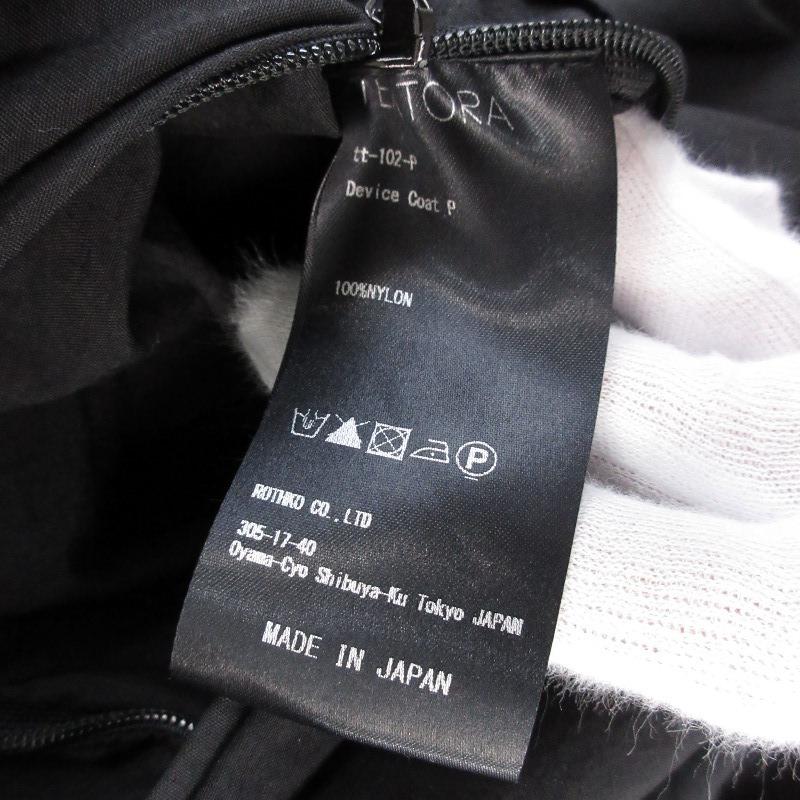 TETORA
tt-102-P
Device Coat P
100%NYLON
P
ROTHKO CO.,LTD
305-17-40
Oyama-Cyo Shibuya-Ku Tokyo JAPAN
MADE IN JAPAN